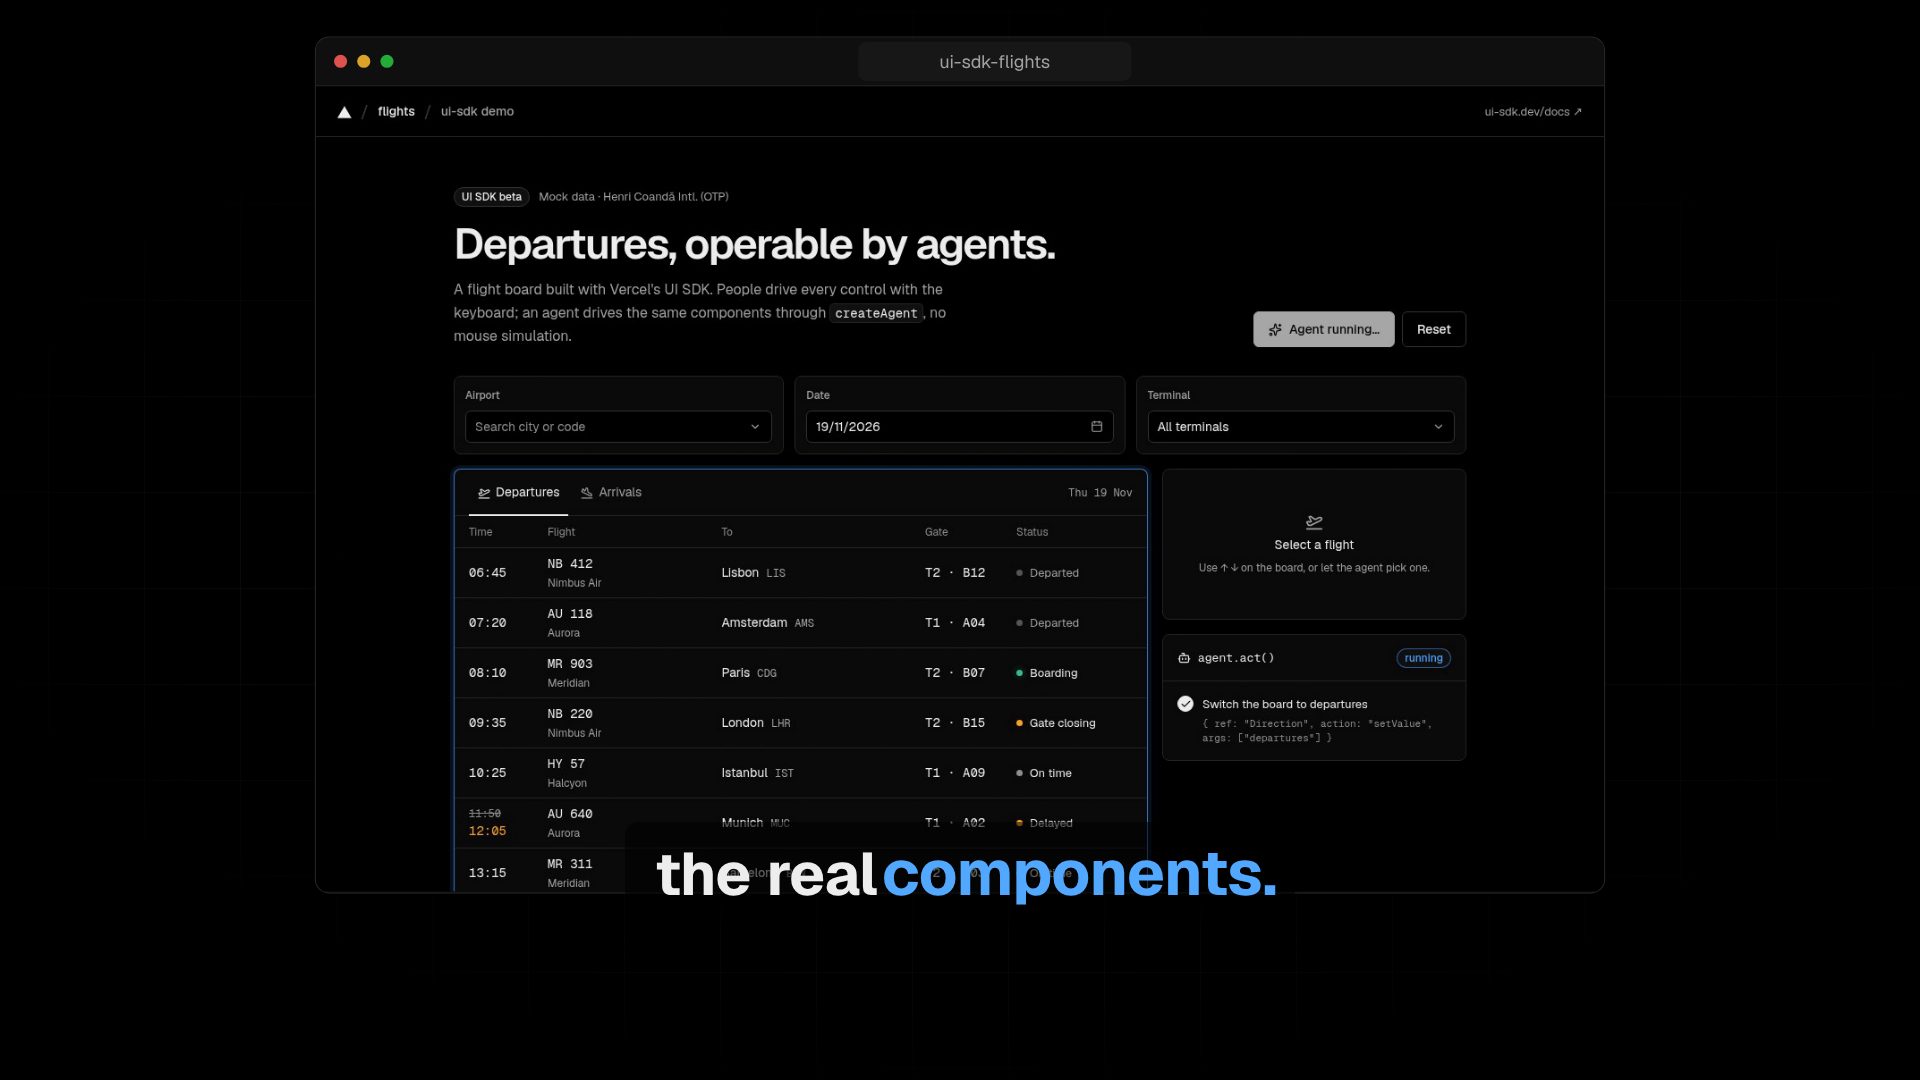 ui-sdk-flights
flights / ui-sdk demo
ui-sdk.dev/docs ↗
UI SDK beta
Mock data · Henri Coandă Intl. (OTP)
Departures, operable by agents.
A flight board built with Vercel's UI SDK. People drive every control with the
keyboard; an agent drives the same components through createAgent, no
mouse simulation.
Agent running...
Reset
Airport
Search city or code
Date
19/11/2026
Terminal
All terminals
Departures
Arrivals
Thu 19 Nov
Time Flight To Gate Status
06:45 NB 412 Nimbus Air Lisbon LIS T2 · B12 Departed
07:20 AU 118 Aurora Amsterdam AMS T1 · A04 Departed
08:10 MR 903 Meridian Paris CDG T2 · B07 Boarding
09:35 NB 220 Nimbus Air London LHR T2 · B15 Gate closing
10:25 HY 57 Halcyon Istanbul IST T1 · A09 On time
11:50 12:05 AU 640 Aurora Munich MUC T1 · A02 Delayed
13:15 MR 311 Meridian
Select a flight
Use ↑ ↓ on the board, or let the agent pick one.
agent.act()
running
Switch the board to departures
{ ref: "Direction", action: "setValue",
args: ["departures"] }
the real components.